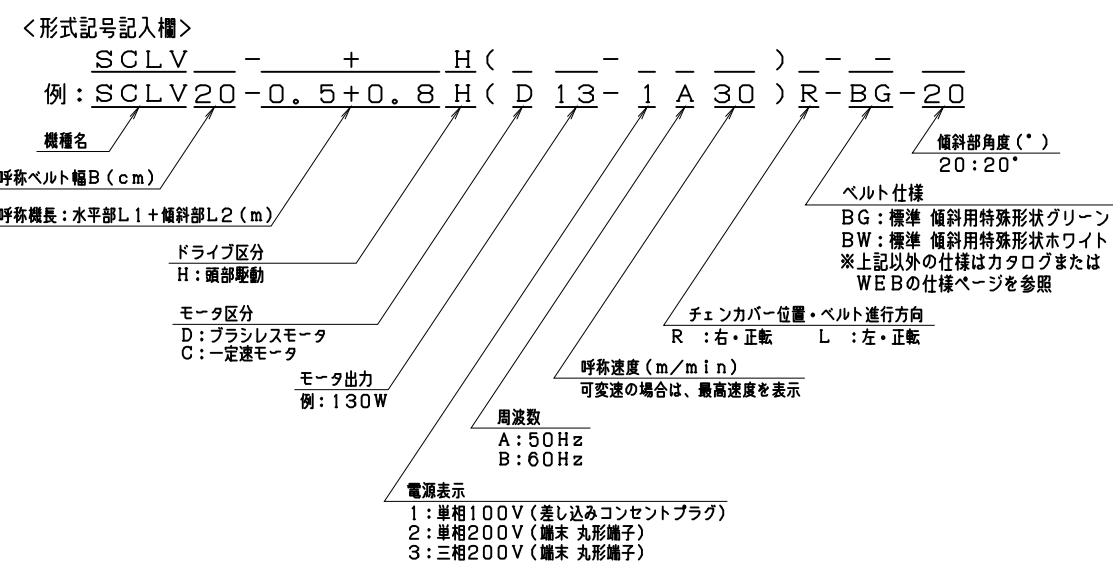 ＜形式記号記入欄＞
ＳＣＬＶ＿＿－＿＿＋＿＿Ｈ（＿ ＿－＿ ＿ ＿）＿－＿－＿
例：ＳＣＬＶ２０－０．５＋０．８Ｈ（Ｄ １３－１Ａ ３０）Ｒ－ＢＧ－２０
機種名
呼称ベルト幅Ｂ（ｃｍ）
呼称機長：水平部Ｌ１＋傾斜部Ｌ２（ｍ）
ドライブ区分
Ｈ：頭部駆動
モータ区分
Ｄ：ブラシレスモータ
Ｃ：一定速モータ
モータ出力
例：１３０Ｗ
電源表示
１：単相１００Ｖ（差し込みコンセントプラグ）
２：単相２００Ｖ（端末 丸形端子）
３：三相２００Ｖ（端末 丸形端子）
周波数
Ａ：５０Ｈｚ
Ｂ：６０Ｈｚ
呼称速度（ｍ／ｍｉｎ）
可変速の場合は、最高速度を表示
チェンカバー位置・ベルト進行方向
Ｒ ：右・正転 Ｌ ：左・正転
ベルト仕様
ＢＧ：標準 傾斜用特殊形状グリーン
ＢＷ：標準 傾斜用特殊形状ホワイト
※上記以外の仕様はカタログまたは
ＷＥＢの仕様ページを参照
傾斜部角度（°）
２０：２０°